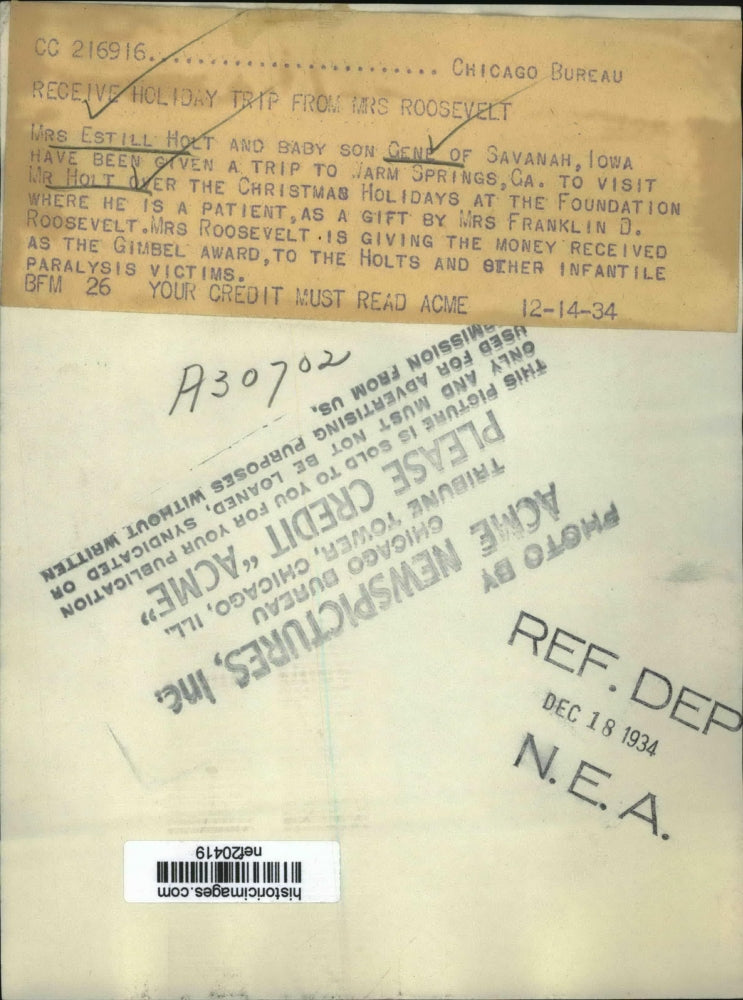 CC 216916.......................... CHICAGO BUREAU
RECEIVE HOLIDAY TRIP FROM MRS ROOSEVELT
MRS ESTILL HOLT AND BABY SON GENE OF SAVANAH, IOWA
HAVE BEEN GIVEN A TRIP TO WARM SPRINGS, GA. TO VISIT
MR HOLT OVER THE CHRISTMAS HOLIDAYS AT THE FOUNDATION
WHERE HE IS A PATIENT, AS A GIFT BY MRS FRANKLIN D.
ROOSEVELT. MRS ROOSEVELT .IS GIVING THE MONEY RECEIVED
AS THE GIMBEL AWARD, TO THE HOLTS AND OTHER INFANTILE
PARALYSIS VICTIMS.
BFM 26 YOUR CREDIT MUST READ ACME 12-14-34
A30702
PHOTO BY
ACME NEWSPICTURES, Inc.
CHICAGO BUREAU
TRIBUNE TOWER, CHICAGO, ILL.
PLEASE CREDIT "ACME"
THIS PICTURE IS SOLD TO YOU FOR YOUR PUBLICATION
ONLY AND MUST NOT BE LOANED, SYNDICATED OR
USED FOR ADVERTISING PURPOSES WITHOUT WRITTEN
PERMISSION FROM US.
REF. DEP
DEC 18 1934
N. E. A.
historicimages.com
nef20419